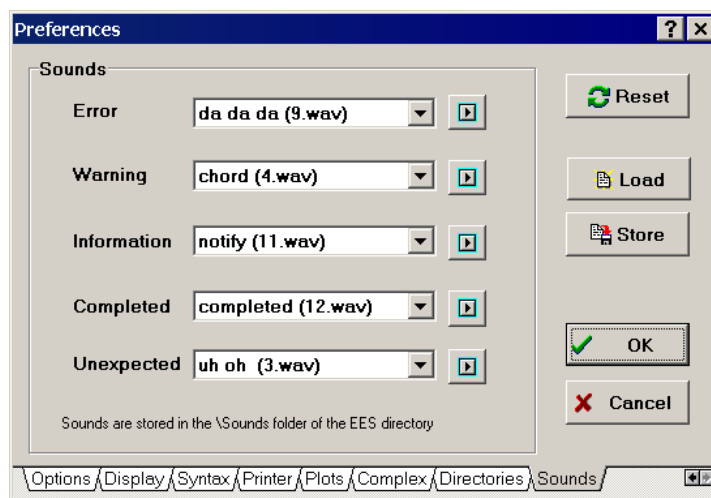 Preferences
Sounds
Error
da da da (9.wav)
Warning
chord (4.wav)
Information
notify (11.wav)
Completed
completed (12.wav)
Unexpected
uh oh (3.wav)
Sounds are stored in the \Sounds folder of the EES directory
Reset
Load
Store
OK
Cancel
Options
Display
Syntax
Printer
Plots
Complex
Directories
Sounds